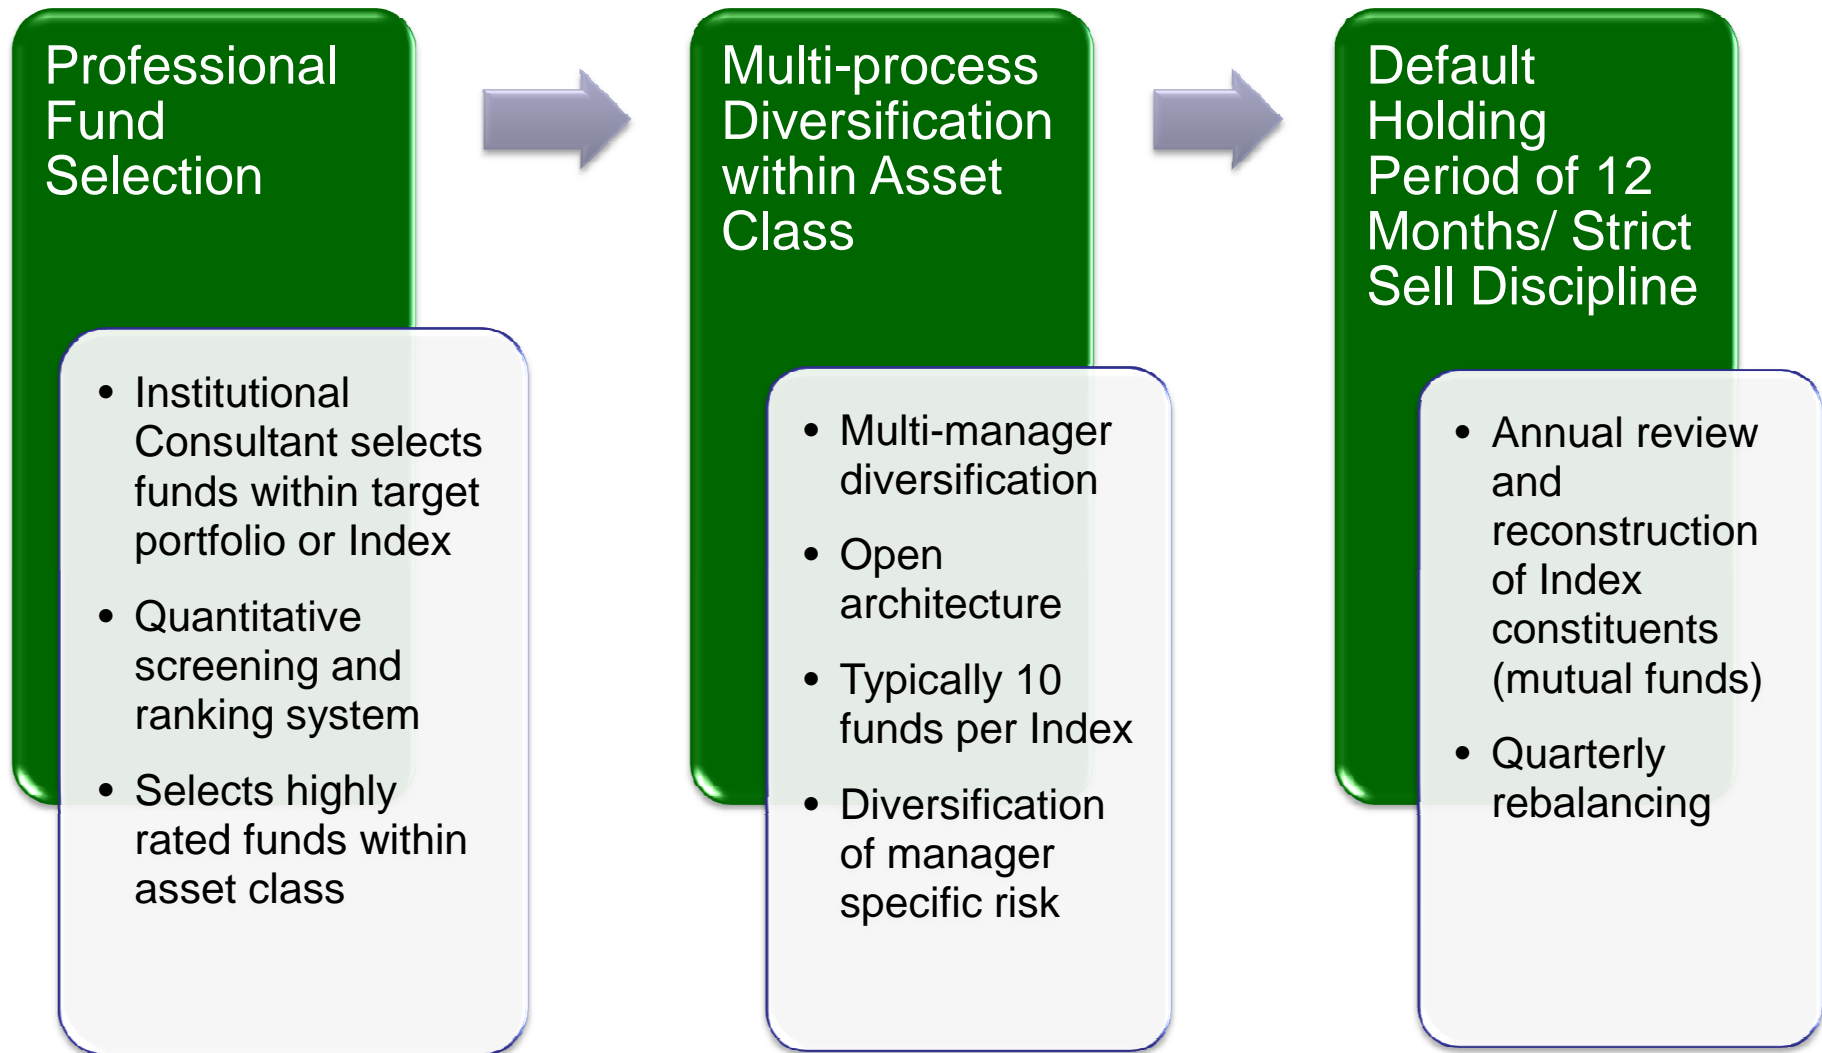 Professional
Fund
Selection
• Institutional
Consultant selects
funds within target
portfolio or Index
• Quantitative
screening and
ranking system
• Selects highly
rated funds within
asset class
Multi-process
Diversification
within Asset
Class
• Multi-manager
diversification
• Open
architecture
• Typically 10
funds per Index
• Diversification
of manager
specific risk
Default
Holding
Period of 12
Months/ Strict
Sell Discipline
• Annual review
and
reconstruction
of Index
constituents
(mutual funds)
• Quarterly
rebalancing